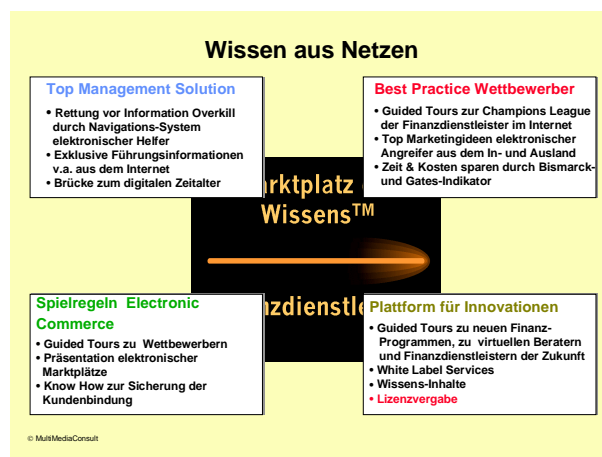 Wissen aus Netzen
Top Management Solution
• Rettung vor Information Overkill
durch Navigations-System
elektronischer Helfer
• Exklusive Führungsinformationen
v.a. aus dem Internet
• Brücke zum digitalen Zeitalter
Best Practice Wettbewerber
• Guided Tours zur Champions League
der Finanzdienstleister im Internet
• Top Marketingideen elektronischer
Angreifer aus dem In- und Ausland
• Zeit & Kosten sparen durch Bismarck-
und Gates-Indikator
Wissens™
Spielregeln Electronic
Commerce
• Guided Tours zu Wettbewerbern
• Präsentation elektronischer
Marktplätze
• Know How zur Sicherung der
Kundenbindung
Plattform für Innovationen
• Guided Tours zu neuen Finanz-
Programmen, zu virtuellen Beratern
und Finanzdienstleistern der Zukunft
• White Label Services
• Wissens-Inhalte
• Lizenzvergabe
© MultiMediaConsult